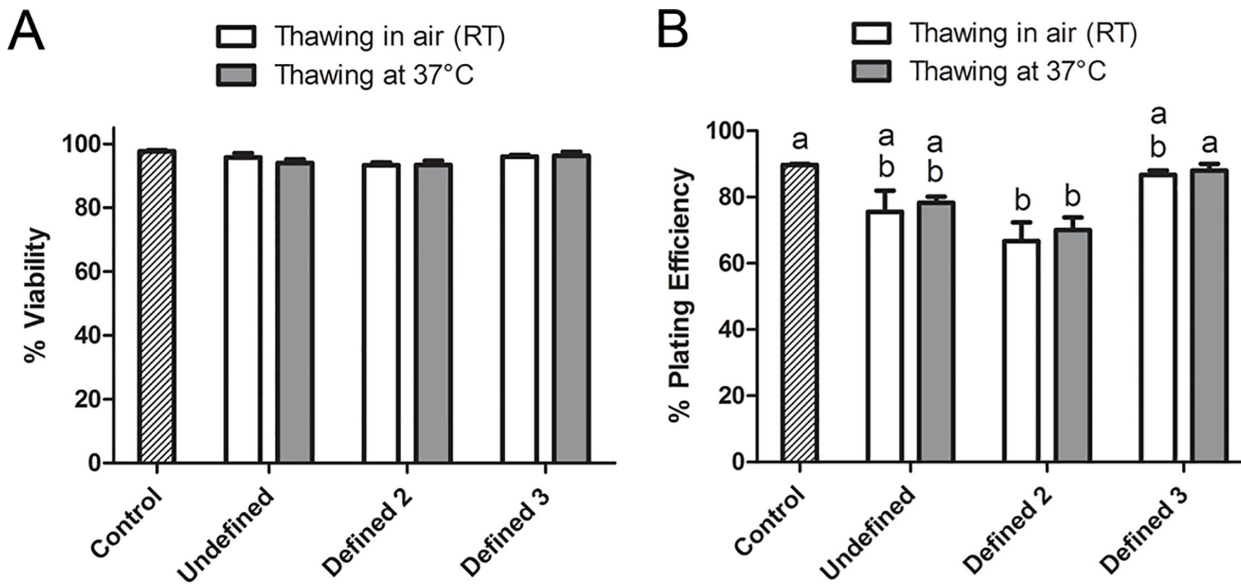 A
Thawing in air (RT)
Thawing at 37°C
% Viability
100
80
60
40
20
0
Control
Undefined
Defined 2
Defined 3
B
Thawing in air (RT)
Thawing at 37°C
% Plating Efficiency
100
80
60
40
20
0
a
a
b
a
b
b
b
a
b
a
Control
Undefined
Defined 2
Defined 3